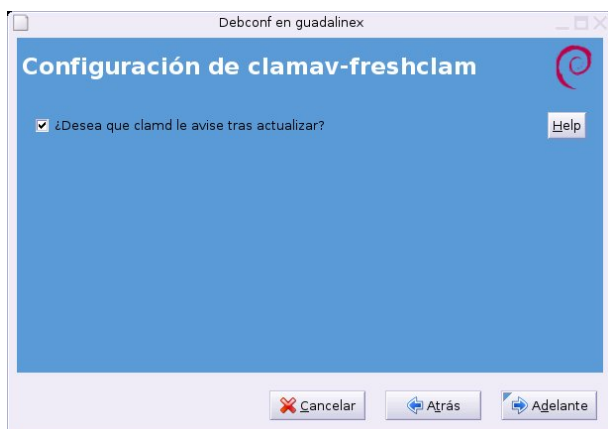 Debconf en guadalinex
Configuración de clamav-freshclam
¿Desea que clamd le avise tras actualizar?
Help
Cancelar
Atrás
Adelante